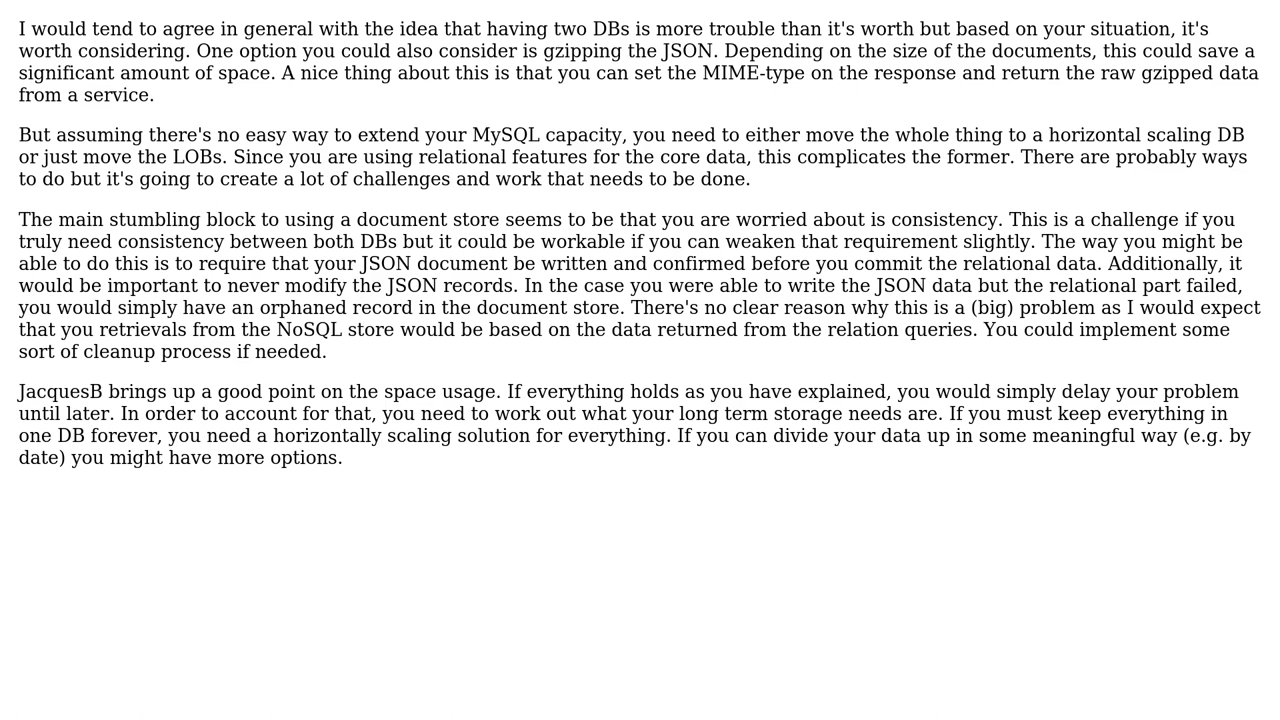 I would tend to agree in general with the idea that having two DBs is more trouble than it's worth but based on your situation, it's
worth considering. One option you could also consider is gzipping the JSON. Depending on the size of the documents, this could save a
significant amount of space. A nice thing about this is that you can set the MIME-type on the response and return the raw gzipped data
from a service.
But assuming there's no easy way to extend your MySQL capacity, you need to either move the whole thing to a horizontal scaling DB
or just move the LOBs. Since you are using relational features for the core data, this complicates the former. There are probably ways
to do but it's going to create a lot of challenges and work that needs to be done.
The main stumbling block to using a document store seems to be that you are worried about is consistency. This is a challenge if you
truly need consistency between both DBs but it could be workable if you can weaken that requirement slightly. The way you might be
able to do this is to require that your JSON document be written and confirmed before you commit the relational data. Additionally, it
would be important to never modify the JSON records. In the case you were able to write the JSON data but the relational part failed,
you would simply have an orphaned record in the document store. There's no clear reason why this is a (big) problem as I would expect
that you retrievals from the NoSQL store would be based on the data returned from the relation queries. You could implement some
sort of cleanup process if needed.
JacquesB brings up a good point on the space usage. If everything holds as you have explained, you would simply delay your problem
until later. In order to account for that, you need to work out what your long term storage needs are. If you must keep everything in
one DB forever, you need a horizontally scaling solution for everything. If you can divide your data up in some meaningful way (e.g. by
date) you might have more options.